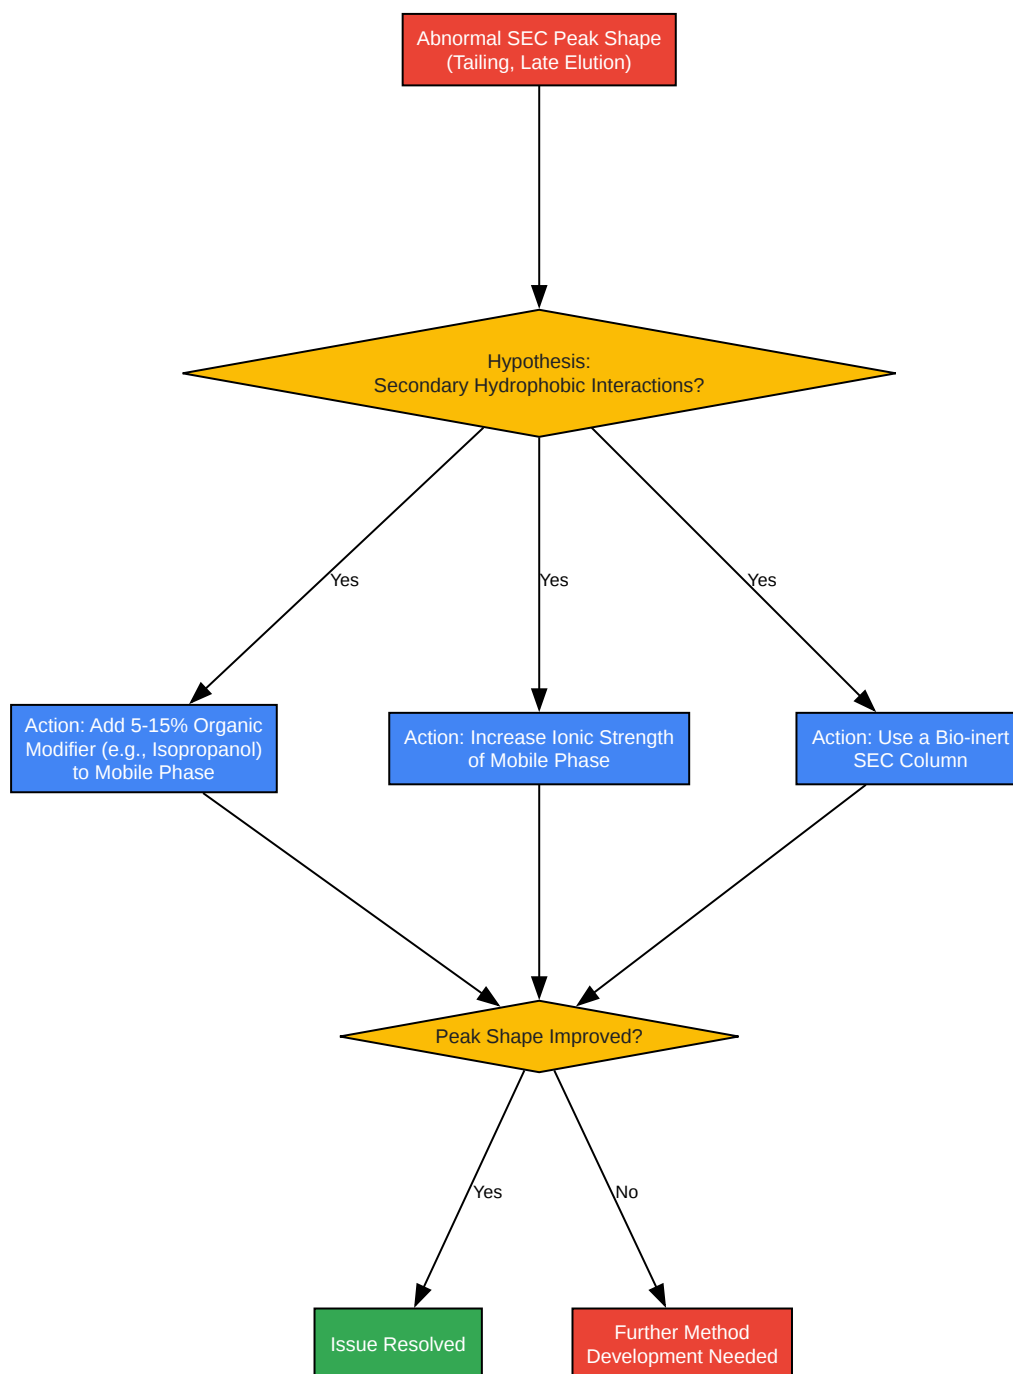 Abnormal SEC Peak Shape
(Tailing, Late Elution)
Hypothesis:
Secondary Hydrophobic Interactions?
Yes
Yes
Yes
Action: Add 5-15% Organic
Modifier (e.g., Isopropanol)
to Mobile Phase
Action: Increase Ionic Strength
of Mobile Phase
Action: Use a Bio-inert
SEC Column
Peak Shape Improved?
Yes
No
Issue Resolved
Further Method
Development Needed